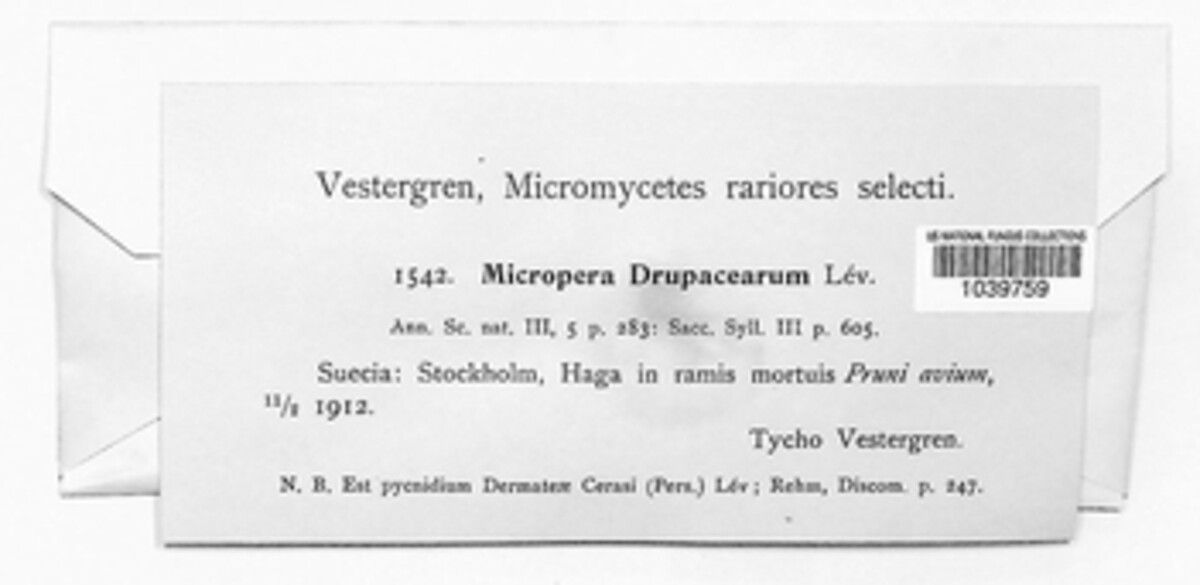 Vestergren, Micromycetes rariores selecti.
US NATIONAL FUNGUS COLLECTIONS
1039759
1542. Micropera Drupacearum Lév.
Ann. Sc. nat. III, 5 p. 283: Sacc. Syll. III p. 605.
Suecia: Stockholm, Haga in ramis mortuis Pruni avium,
1912.
Tycho Vestergren.
N. B. Est pycnidium Dermateæ Cerasi (Pers.) Lév; Rehm, Discom. p. 247.